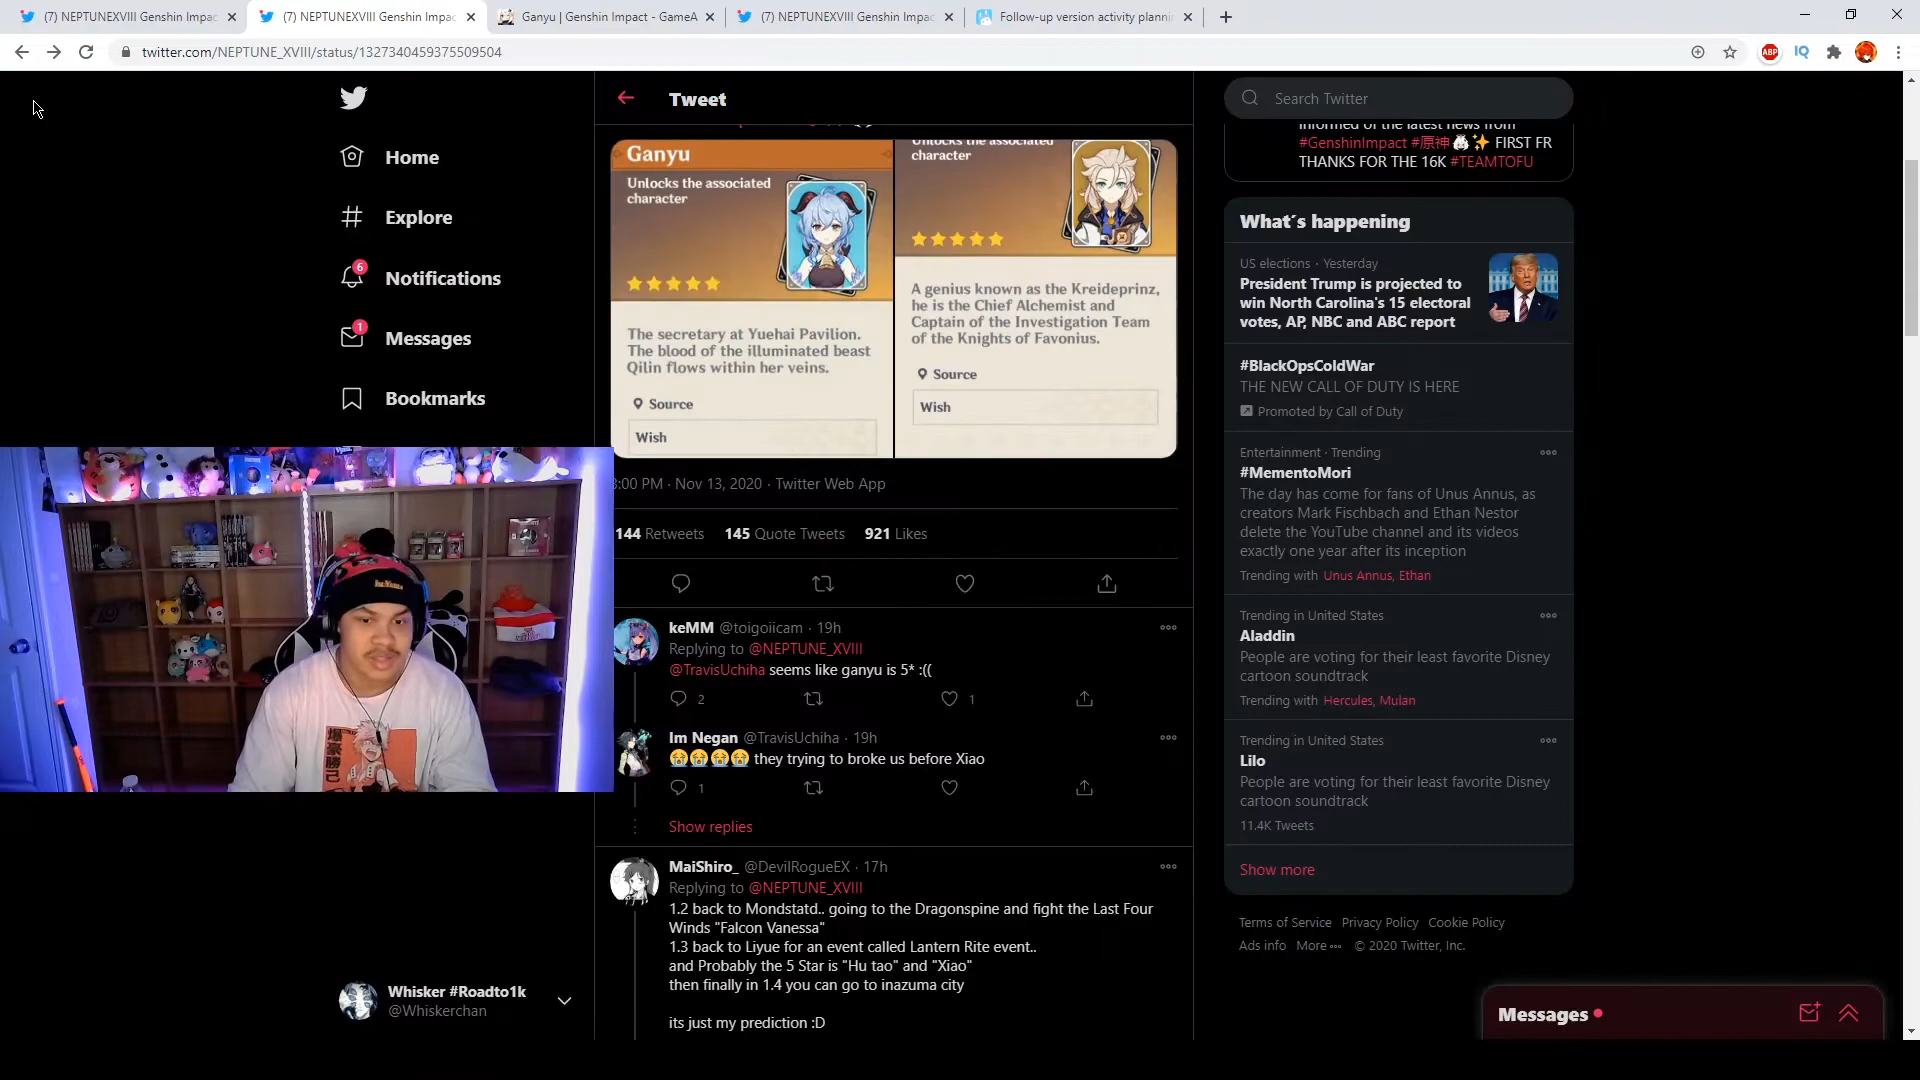 (7) NEPTUNEXVIII Genshin Impac
(7) NEPTUNEXVIII Genshin Impac
Ganyu | Genshin Impact - GameA
(7) NEPTUNEXVIII Genshin Impac
Follow-up version activity planni
twitter.com/NEPTUNE_XVIII/status/1327340459375509504
ABP
IQ
Home
Explore
6
Notifications
1
Messages
Bookmarks
Whisker #Roadto1k
@Whiskerchan
Tweet
Ganyu
Unlocks the associated
character
The secretary at Yuehai Pavilion.
The blood of the illuminated beast
Qilin flows within her veins.
Source
Wish
Unlocks the associated
character
A genius known as the Kreideprinz,
he is the Chief Alchemist and
Captain of the Investigation Team
of the Knights of Favonius.
Source
Wish
:00 PM · Nov 13, 2020 · Twitter Web App
144 Retweets 145 Quote Tweets 921 Likes
keMM @toigoiicam · 19h
Replying to @NEPTUNE_XVIII
@TravisUchiha seems like ganyu is 5* :((
2 1
Im Negan @TravisUchiha · 19h
😭😭😭😭 they trying to broke us before Xiao
1
Show replies
MaiShiro_ @DevilRogueEX · 17h
Replying to @NEPTUNE_XVIII
1.2 back to Mondstatd.. going to the Dragonspine and fight the Last Four
Winds "Falcon Vanessa"
1.3 back to Liyue for an event called Lantern Rite event..
and Probably the 5 Star is "Hu tao" and "Xiao"
then finally in 1.4 you can go to inazuma city
its just my prediction :D
Search Twitter
informed of the latest news from
#GenshinImpact #原神 ✨ FIRST FR
THANKS FOR THE 16K #TEAMTOFU
What's happening
US elections · Yesterday
President Trump is projected to
win North Carolina's 15 electoral
votes, AP, NBC and ABC report
#BlackOpsColdWar
THE NEW CALL OF DUTY IS HERE
Promoted by Call of Duty
Entertainment · Trending
#MementoMori
The day has come for fans of Unus Annus, as
creators Mark Fischbach and Ethan Nestor
delete the YouTube channel and its videos
exactly one year after its inception
Trending with Unus Annus, Ethan
Trending in United States
Aladdin
People are voting for their least favorite Disney
cartoon soundtrack
Trending with Hercules, Mulan
Trending in United States
Lilo
People are voting for their least favorite Disney
cartoon soundtrack
11.4K Tweets
Show more
Terms of Service Privacy Policy Cookie Policy
Ads info More ··· © 2020 Twitter, Inc.
Messages